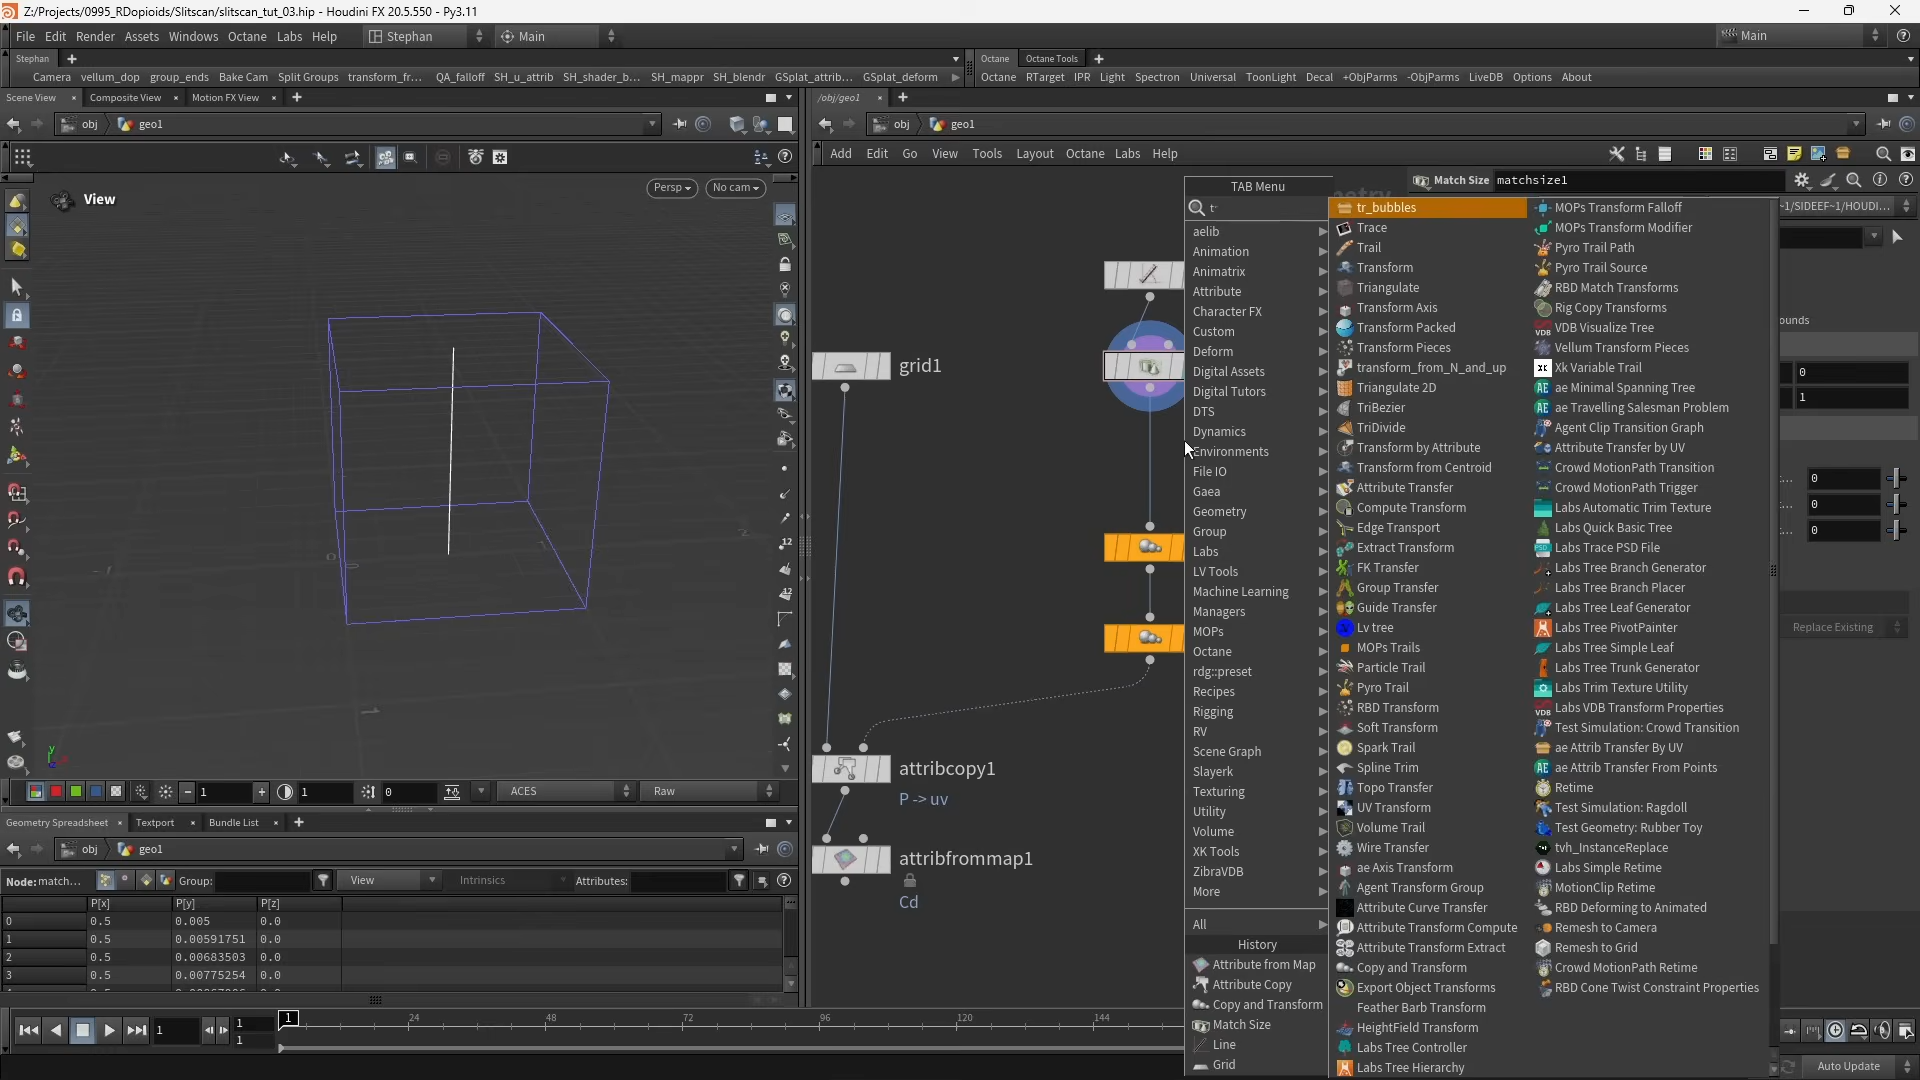 Z:/Projects/0995_RDopioids/Slitscan/slitscan_tut_03.hip - Houdini FX 20.5.550 - Py3.11
File Edit Render Assets Windows Octane Labs Help Stephan Main Main
Stephan
Camera vellum_dop group_ends Bake Cam Split Groups transform_fr... QA_falloff SH_u_attrib SH_shader_b... SH_mappr SH_blendr GSplat_attrib... GSplat_deform
Octane Octane Tools
Octane RTarget IPR Light Spectron Universal ToonLight Decal +ObjParms -ObjParms LiveDB Options About
Scene View Composite View Motion FX View
obj geo1
View
Persp No cam
1 1 0 ACES Raw
Geometry Spreadsheet Textport Bundle List
obj geo1
Node: match... Group: View Intrinsics Attributes:
P[x] P[y] P[z]
0 0.5 0.005 0.0
1 0.5 0.00591751 0.0
2 0.5 0.00683503 0.0
3 0.5 0.00775254 0.0
/obj/geo1
obj geo1
Add Edit Go View Tools Layout Octane Labs Help
Match Size matchsize1
~1/SIDEEF~1/HOUDI...
ounds
0
1
0
0
0
Replace Existing
grid1
attribcopy1
P -> uv
attribfrommap1
Cd
TAB Menu
tr
aelib
Animation
Animatrix
Attribute
Character FX
Custom
Deform
Digital Assets
Digital Tutors
DTS
Dynamics
Environments
File IO
Gaea
Geometry
Group
Labs
LV Tools
Machine Learning
Managers
MOPs
Octane
rdg::preset
Recipes
Rigging
RV
Scene Graph
Slayerk
Texturing
Utility
Volume
XK Tools
ZibraVDB
More
All
History
Attribute from Map
Attribute Copy
Copy and Transform
Match Size
Line
Grid
tr_bubbles
Trace
Trail
Transform
Triangulate
Transform Axis
Transform Packed
Transform Pieces
transform_from_N_and_up
Triangulate 2D
TriBezier
TriDivide
Transform by Attribute
Transform from Centroid
Attribute Transfer
Compute Transform
Edge Transport
Extract Transform
FK Transfer
Group Transfer
Guide Transfer
Lv tree
MOPs Trails
Particle Trail
Pyro Trail
RBD Transform
Soft Transform
Spark Trail
Spline Trim
Topo Transfer
UV Transform
Volume Trail
Wire Transfer
ae Axis Transform
Agent Transform Group
Attribute Curve Transfer
Attribute Transform Compute
Attribute Transform Extract
Copy and Transform
Export Object Transforms
Feather Barb Transform
HeightField Transform
Labs Tree Controller
Labs Tree Hierarchy
MOPs Transform Falloff
MOPs Transform Modifier
Pyro Trail Path
Pyro Trail Source
RBD Match Transforms
Rig Copy Transforms
VDB Visualize Tree
Vellum Transform Pieces
Xk Variable Trail
ae Minimal Spanning Tree
ae Travelling Salesman Problem
Agent Clip Transition Graph
Attribute Transfer by UV
Crowd MotionPath Transition
Crowd MotionPath Trigger
Labs Automatic Trim Texture
Labs Quick Basic Tree
Labs Trace PSD File
Labs Tree Branch Generator
Labs Tree Branch Placer
Labs Tree Leaf Generator
Labs Tree PivotPainter
Labs Tree Simple Leaf
Labs Tree Trunk Generator
Labs Trim Texture Utility
Labs VDB Transform Properties
Test Simulation: Crowd Transition
ae Attrib Transfer By UV
ae Attrib Transfer From Points
Retime
Test Simulation: Ragdoll
Test Geometry: Rubber Toy
tvh_InstanceReplace
Labs Simple Retime
MotionClip Retime
RBD Deforming to Animated
Remesh to Camera
Remesh to Grid
Crowd MotionPath Retime
RBD Cone Twist Constraint Properties
1 1 1 1 24 48 72 96 120 144
Auto Update